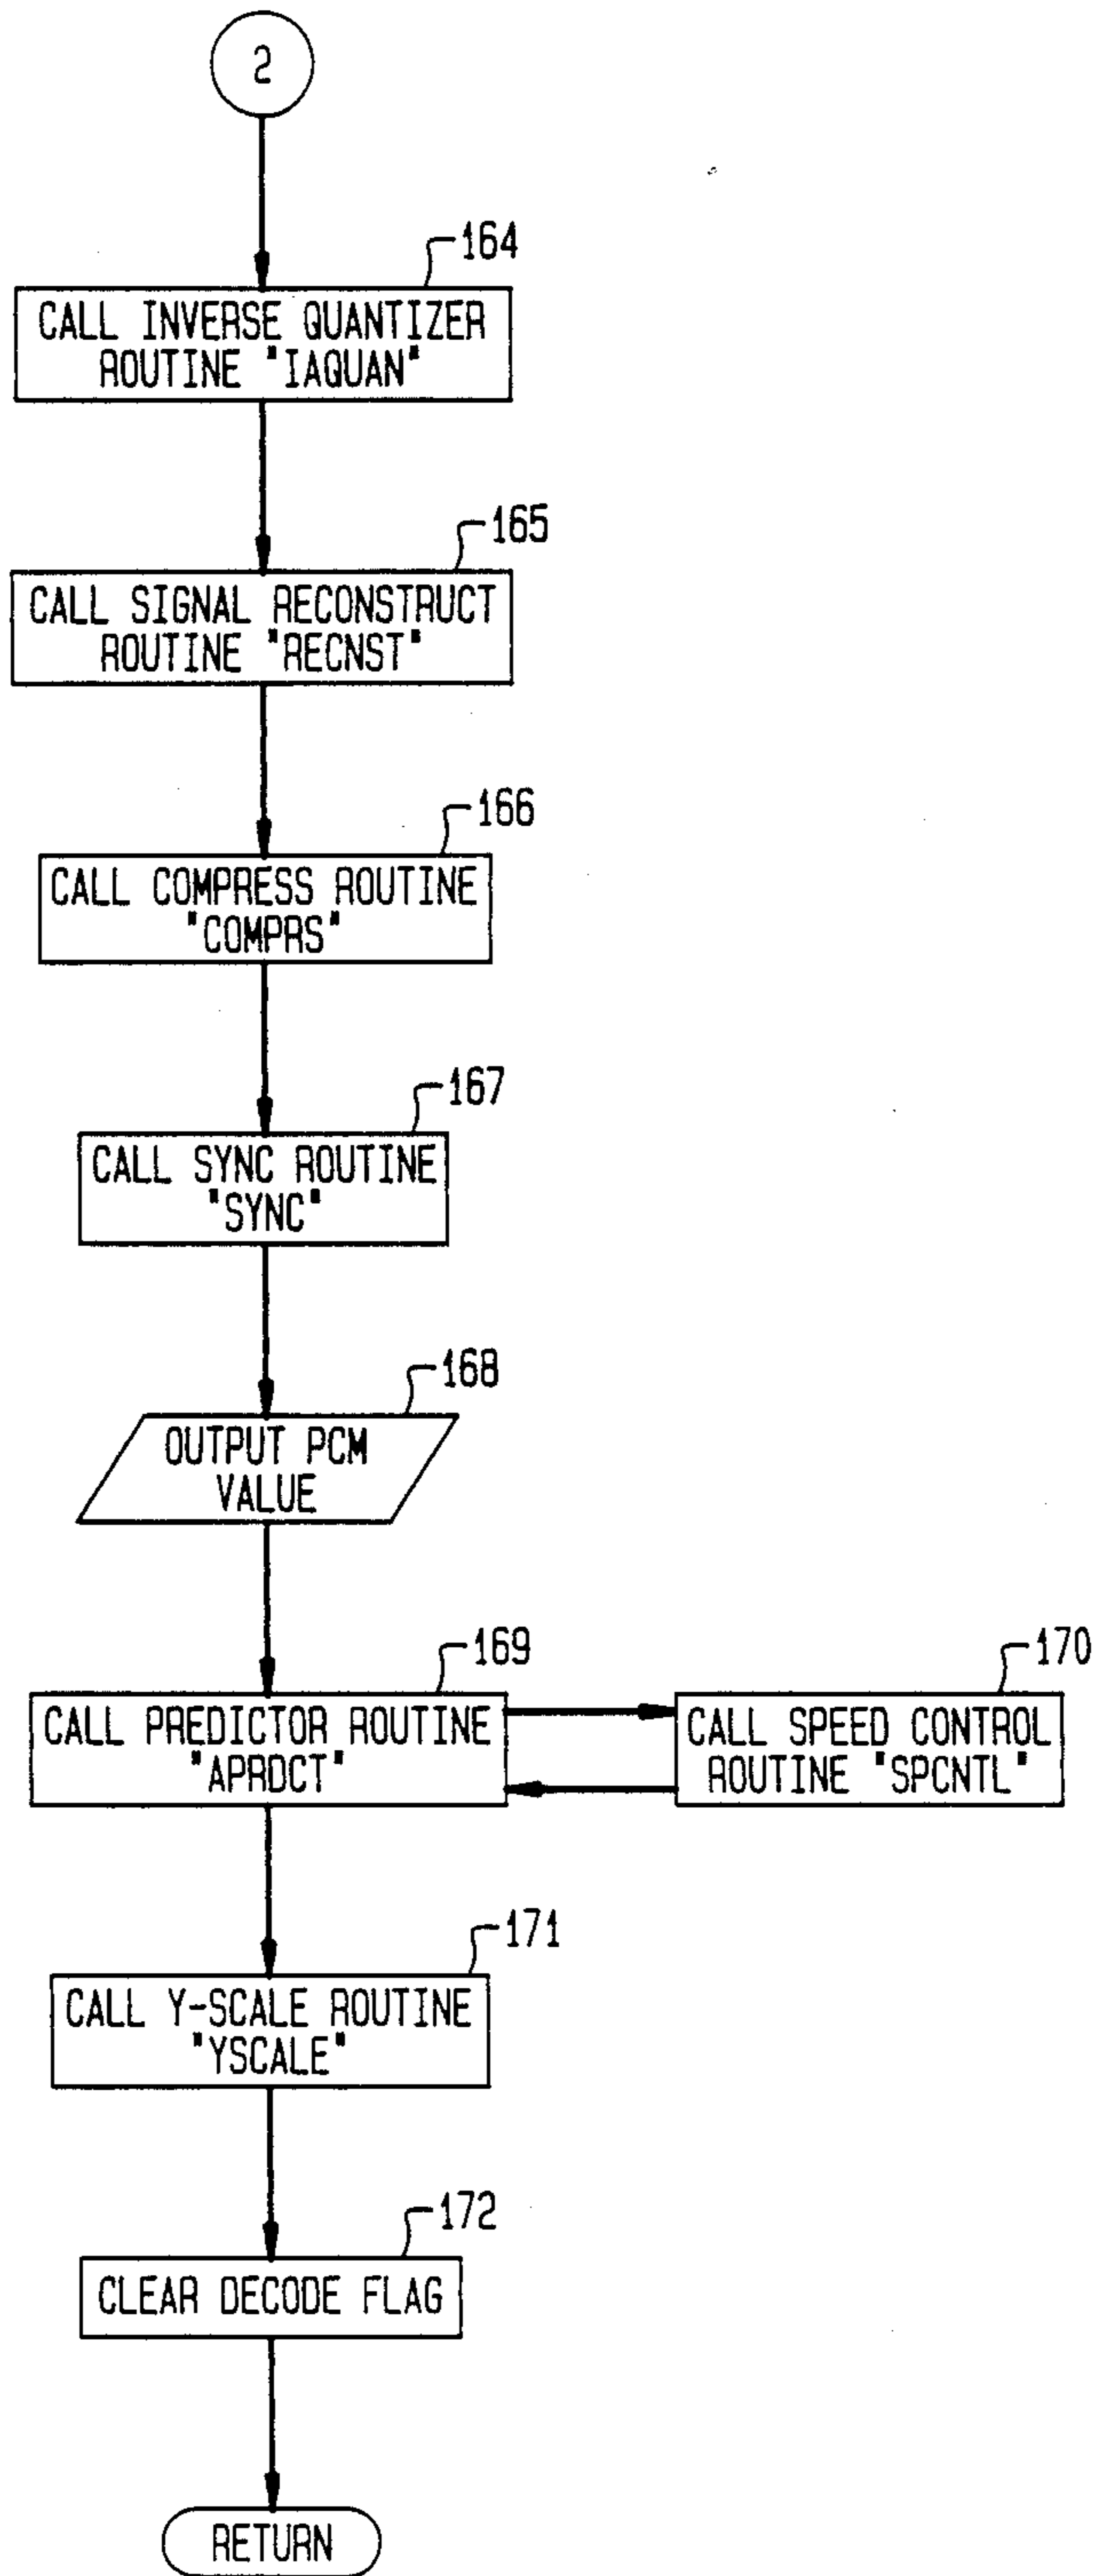 2
164
CALL INVERSE QUANTIZER
ROUTINE "IAQUAN"
165
CALL SIGNAL RECONSTRUCT
ROUTINE "RECNST"
166
CALL COMPRESS ROUTINE
"COMPRS"
167
CALL SYNC ROUTINE
"SYNC"
168
OUTPUT PCM
VALUE
169
CALL PREDICTOR ROUTINE
"APRDCT"
170
CALL SPEED CONTROL
ROUTINE "SPCNTL"
171
CALL Y-SCALE ROUTINE
"YSCALE"
172
CLEAR DECODE FLAG
RETURN